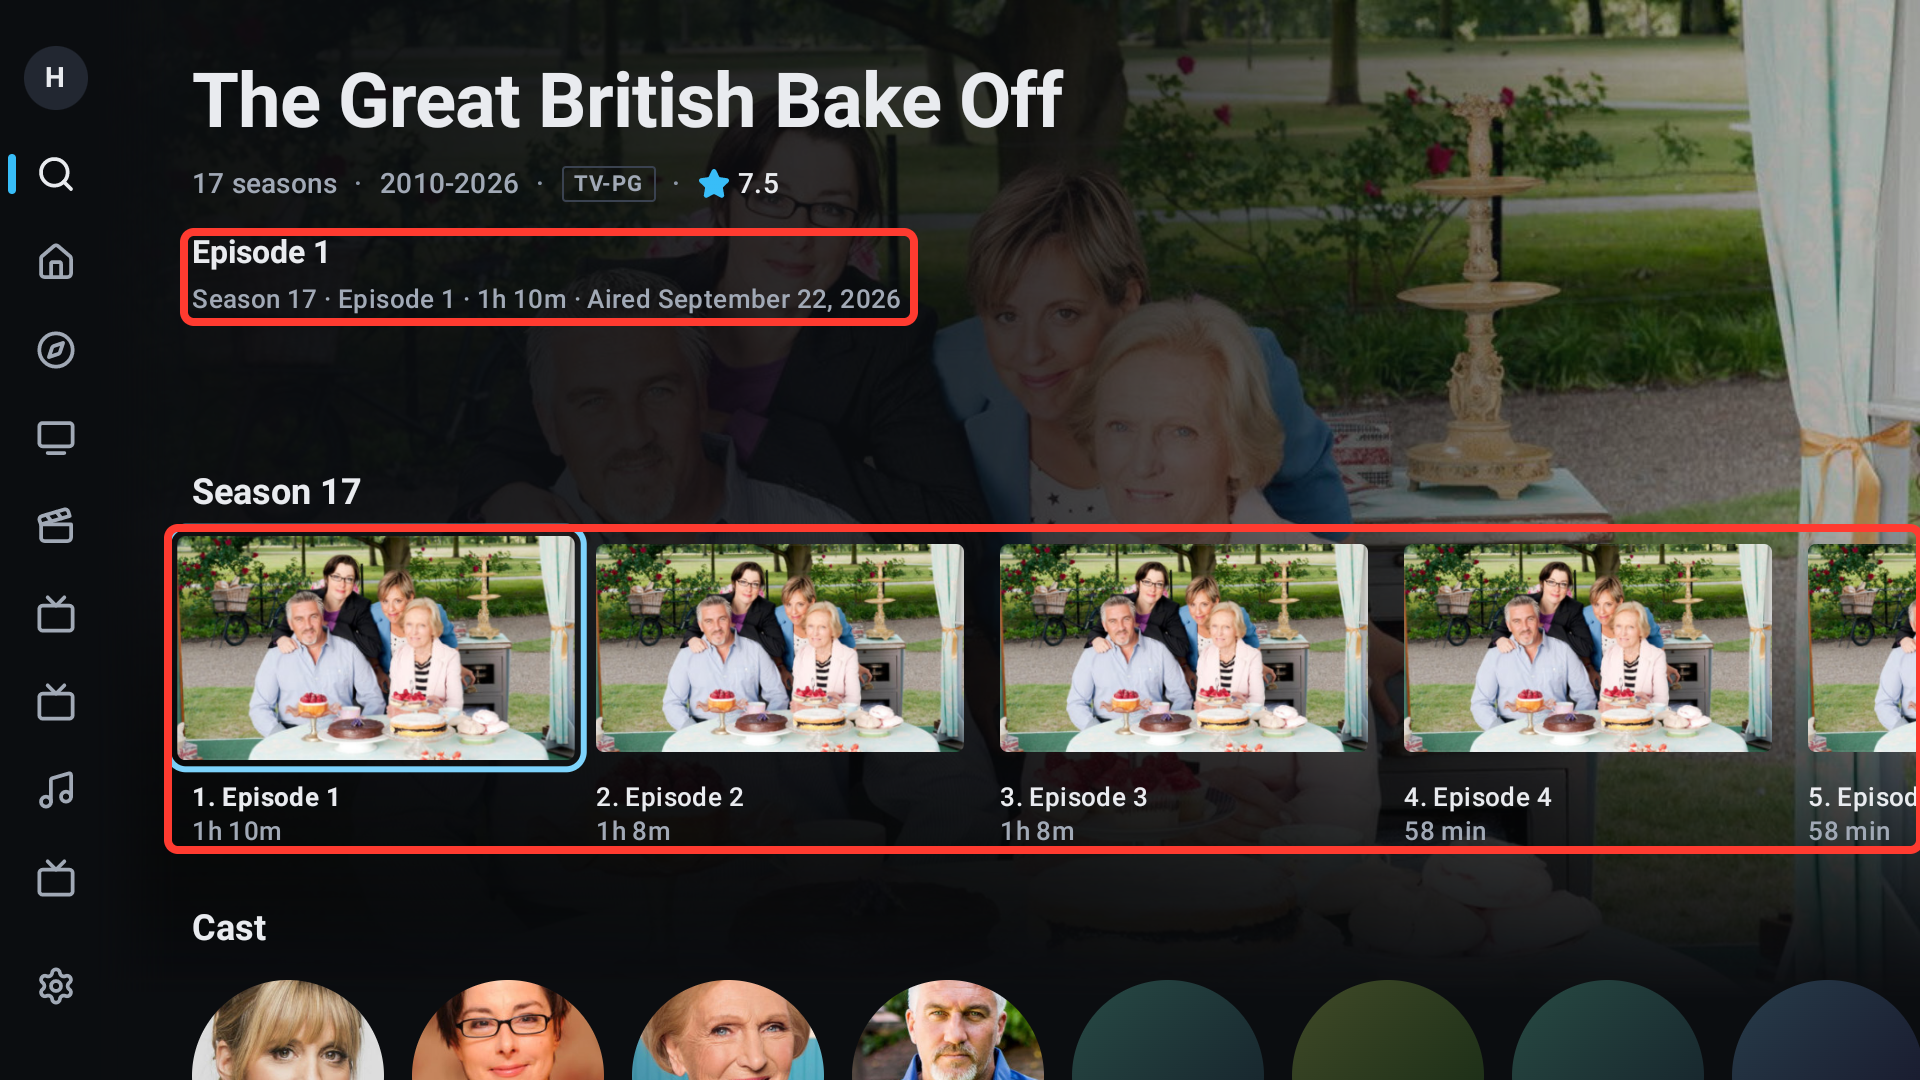 H
The Great British Bake Off
17 seasons · 2010-2026 · TV-PG · 7.5
Episode 1
Season 17 · Episode 1 · 1h 10m · Aired September 22, 2026
Season 17
1. Episode 1
1h 10m
2. Episode 2
1h 8m
3. Episode 3
1h 8m
4. Episode 4
58 min
5. Episod
58 min
Cast